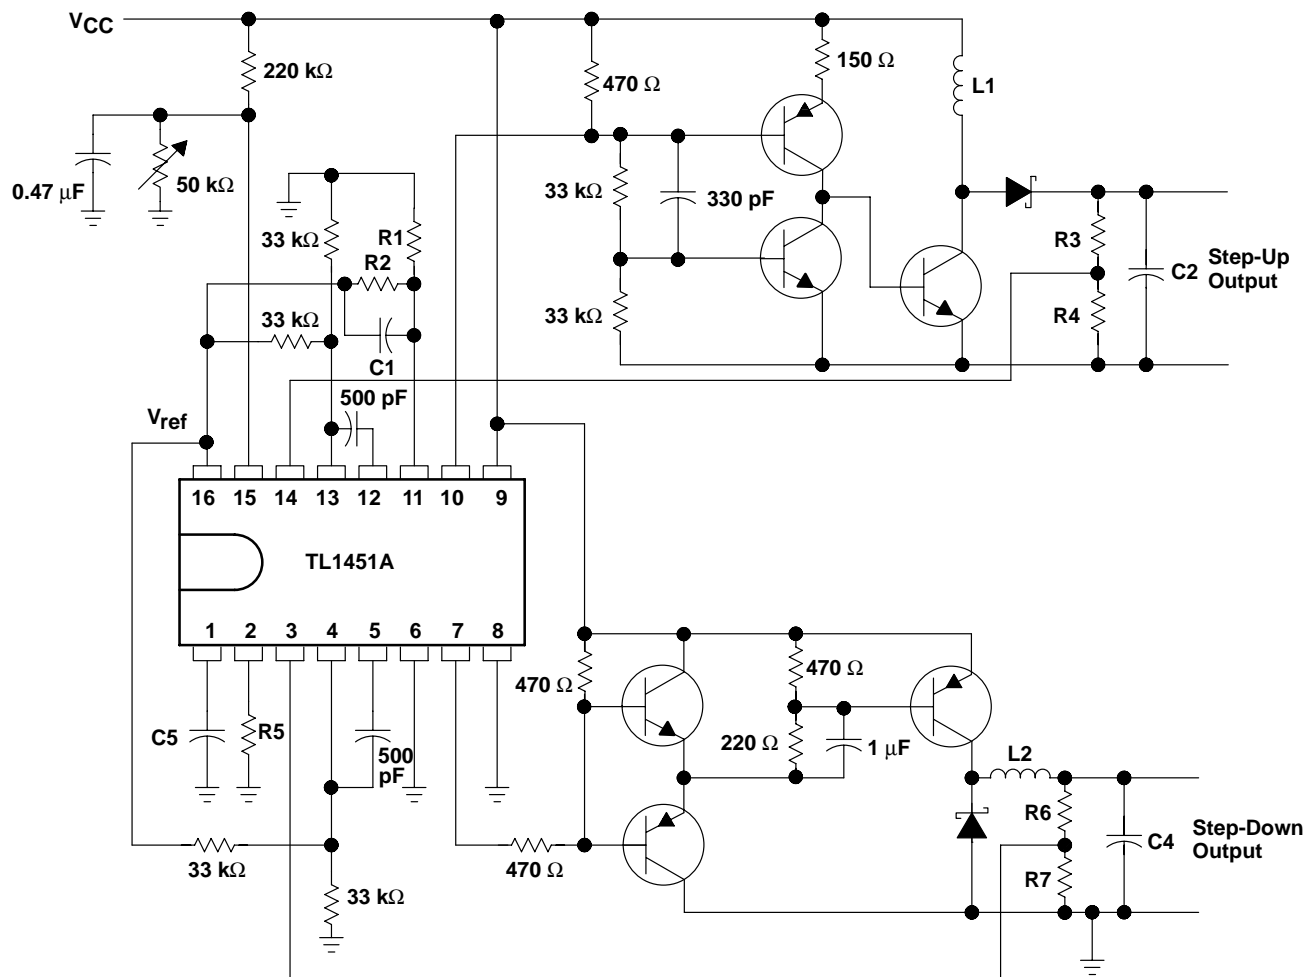 VCC
220 kΩ
0.47 μF
50 kΩ
470 Ω
150 Ω
L1
33 kΩ
330 pF
33 kΩ
R1
R2
33 kΩ
33 kΩ
C1
R3
R4
C2
Step-Up
Output
500 pF
Vref
16
15
14
13
12
11
10
9
TL1451A
1
2
3
4
5
6
7
8
C5
R5
500
pF
470 Ω
470 Ω
220 Ω
1 μF
L2
R6
R7
C4
Step-Down
Output
33 kΩ
33 kΩ
470 Ω